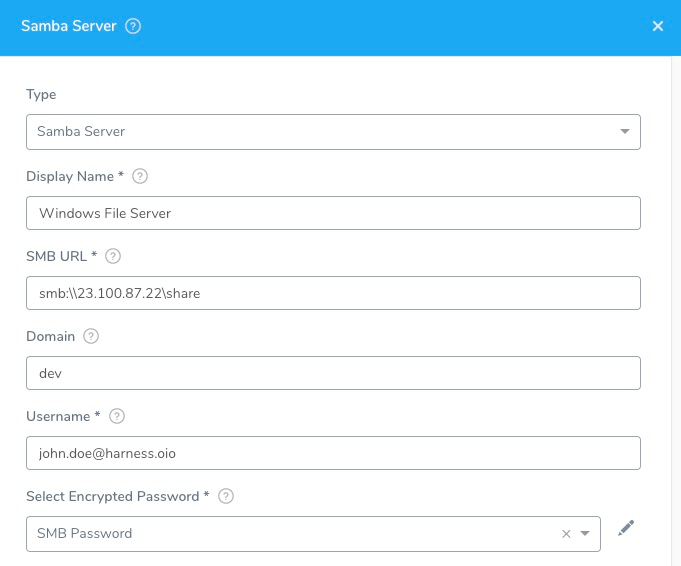 Samba Server ?
Type
Samba Server
Display Name * ?
Windows File Server
SMB URL * ?
smb:\\23.100.87.22\share
Domain ?
dev
Username * ?
john.doe@harness.oio
Select Encrypted Password * ?
SMB Password